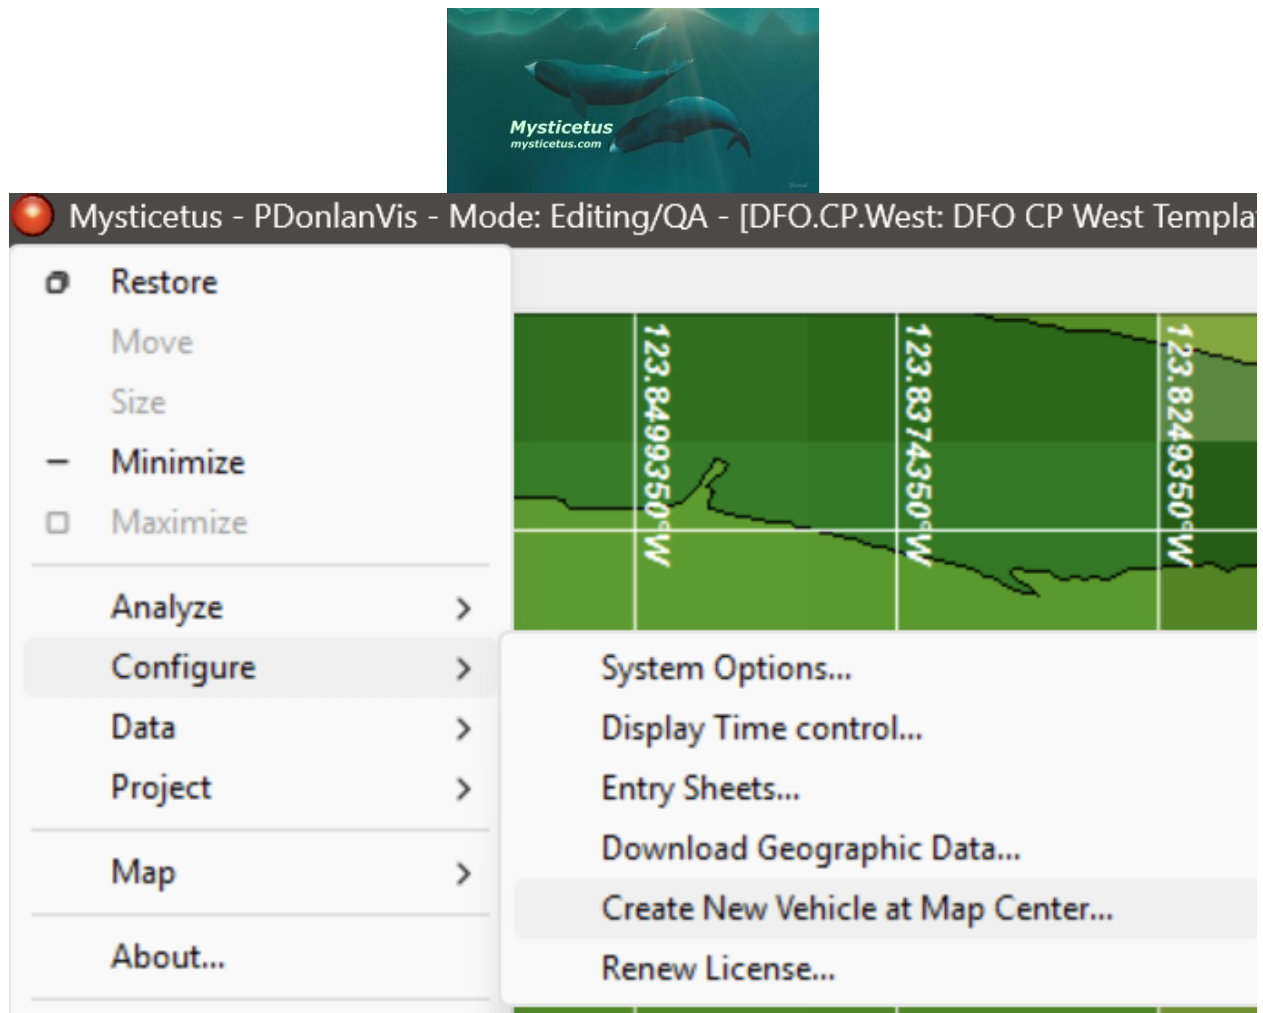 Mysticetus
mysticetus.com
Mysticetus - PDonlanVis - Mode: Editing/QA - [DFO.CP.West: DFO CP West Templa
Restore
Move
Size
Minimize
Maximize
Analyze
Configure
Data
Project
Map
About...
123.8499350°W
123.8374350°W
123.8249350°W
System Options...
Display Time control...
Entry Sheets...
Download Geographic Data...
Create New Vehicle at Map Center...
Renew License...